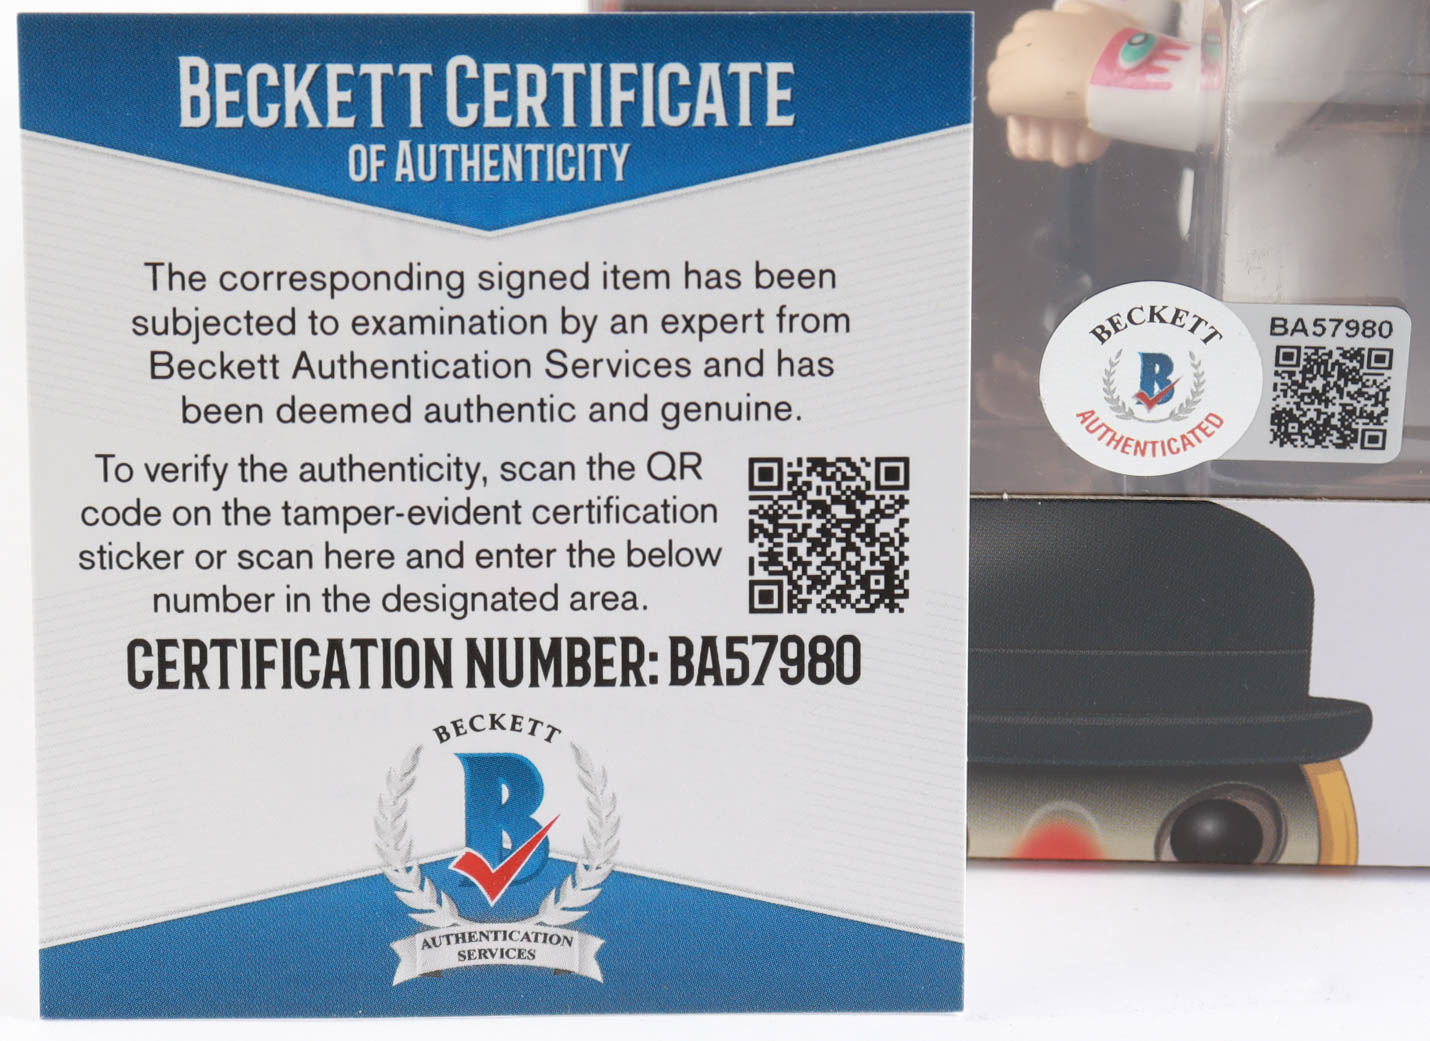 BECKETT CERTIFICATE
OF AUTHENTICITY
The corresponding signed item has been
subjected to examination by an expert from
Beckett Authentication Services and has
been deemed authentic and genuine.
To verify the authenticity, scan the QR
code on the tamper-evident certification
sticker or scan here and enter the below
number in the designated area.
CERTIFICATION NUMBER: BA57980
BECKETT
B
AUTHENTICATION
SERVICES
BECKETT
B
AUTHENTICATED
BA57980